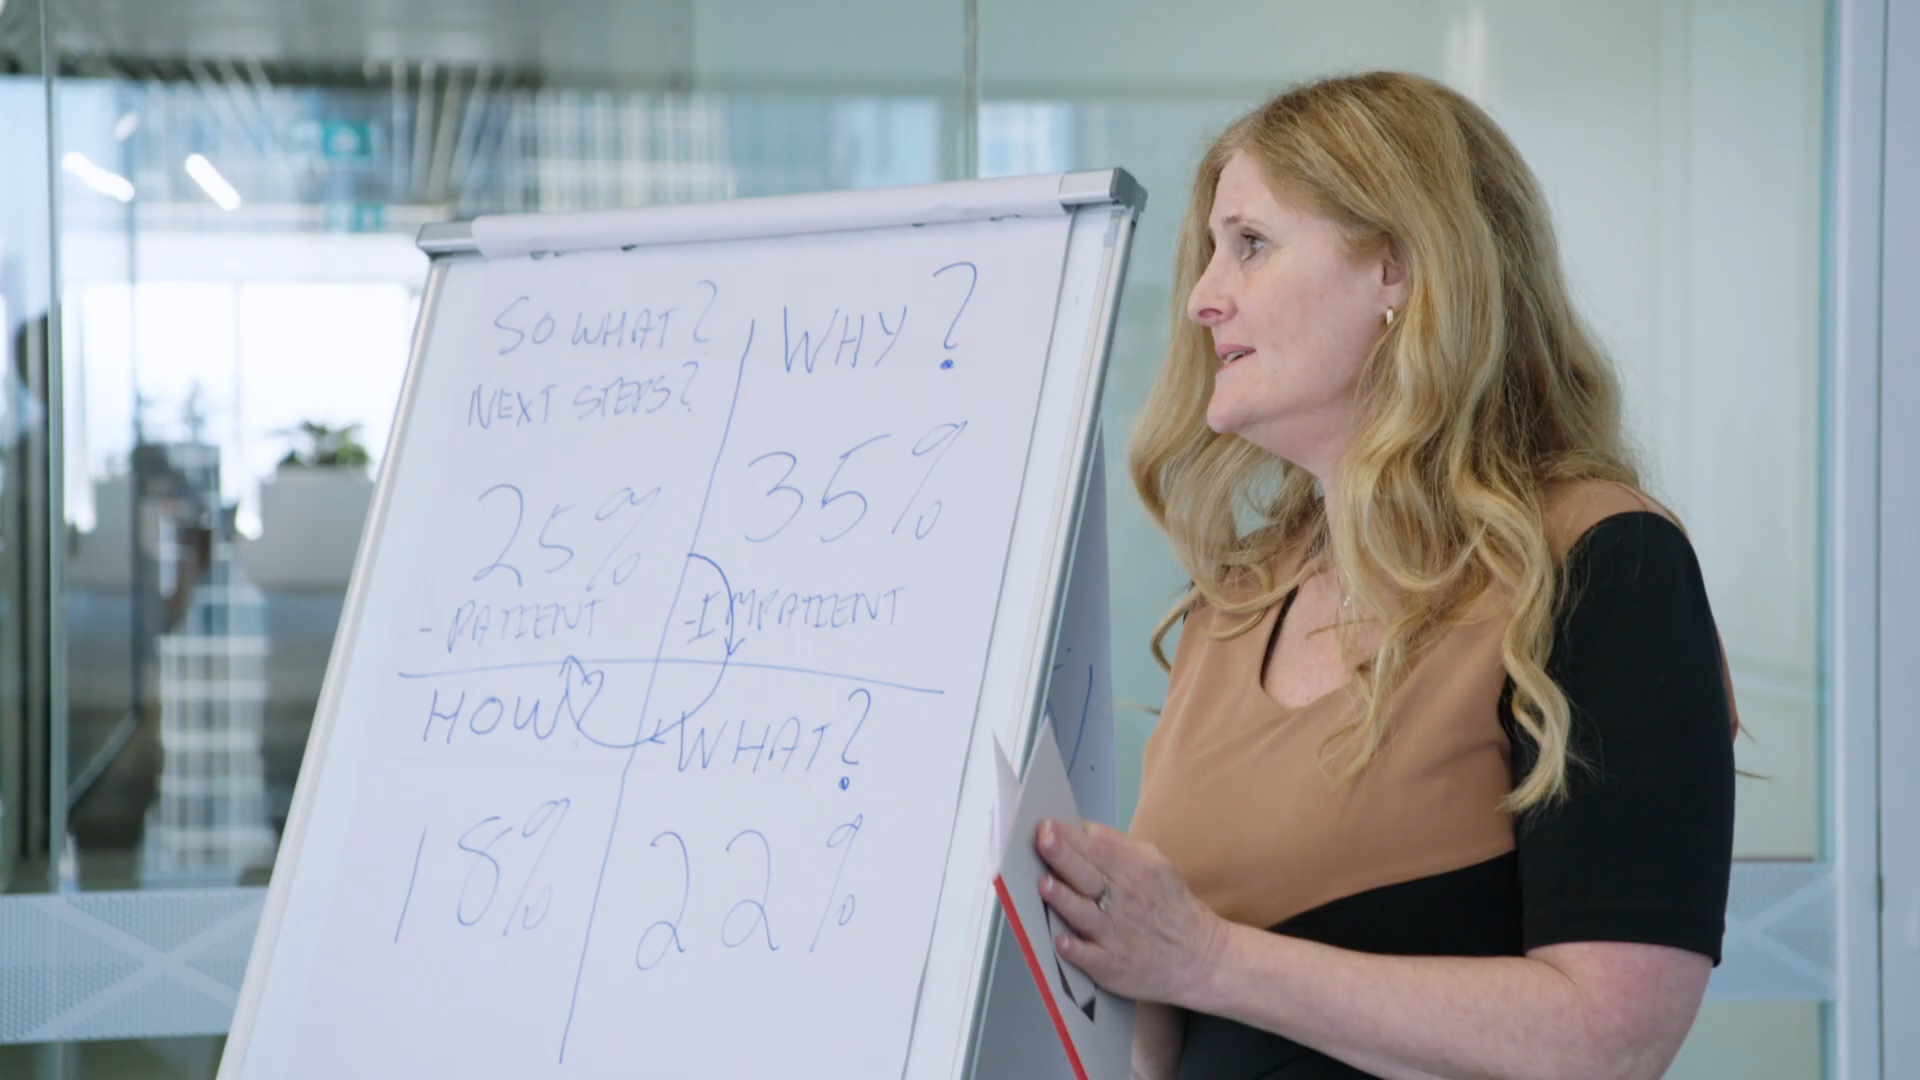 SO WHAT?
NEXT STEPS?
25%
- PATIENT
WHY?
35%
- IMPATIENT
HOW?
18%
WHAT?
22%